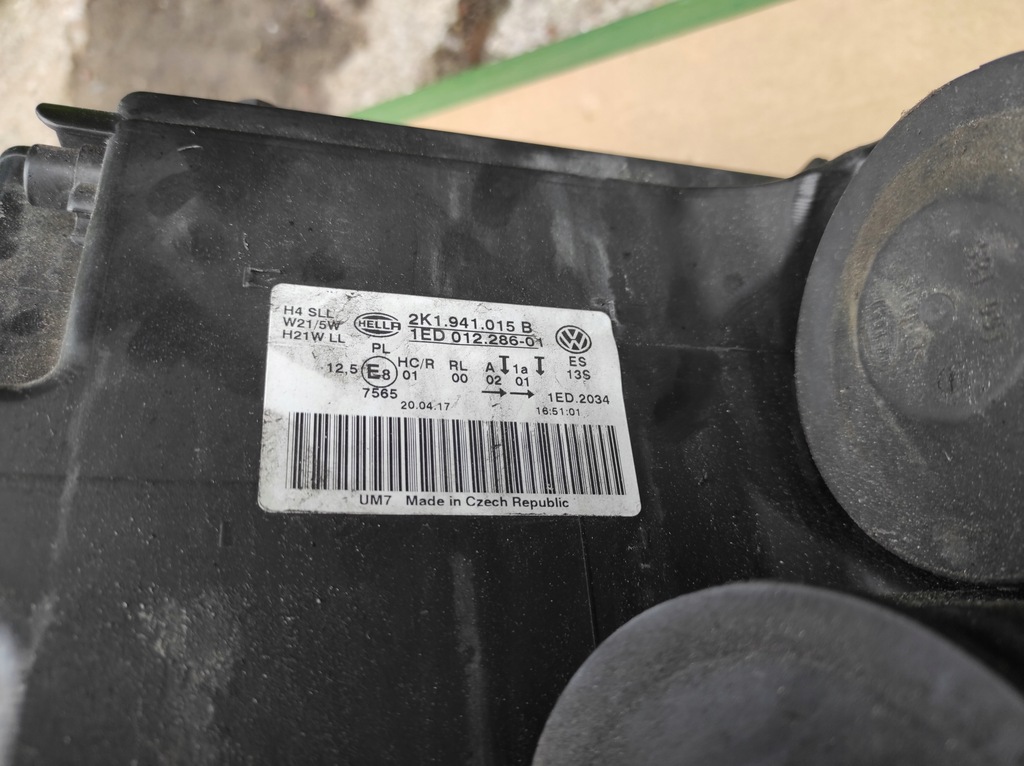 H4 SLL
W21/5W
H21W LL
HELLA
2K1.941.015 B
1ED 012.286-01
PL
12,5 E8 HC/R RL A 1a ES
01 00 02 01 13S
7565 → → 1ED.2034
20.04.17 16:51:01
UM7 Made in Czech Republic